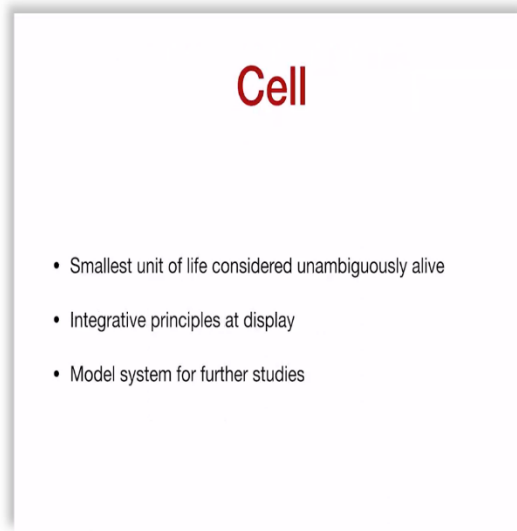 Cell
• Smallest unit of life considered unambiguously alive
• Integrative principles at display
• Model system for further studies